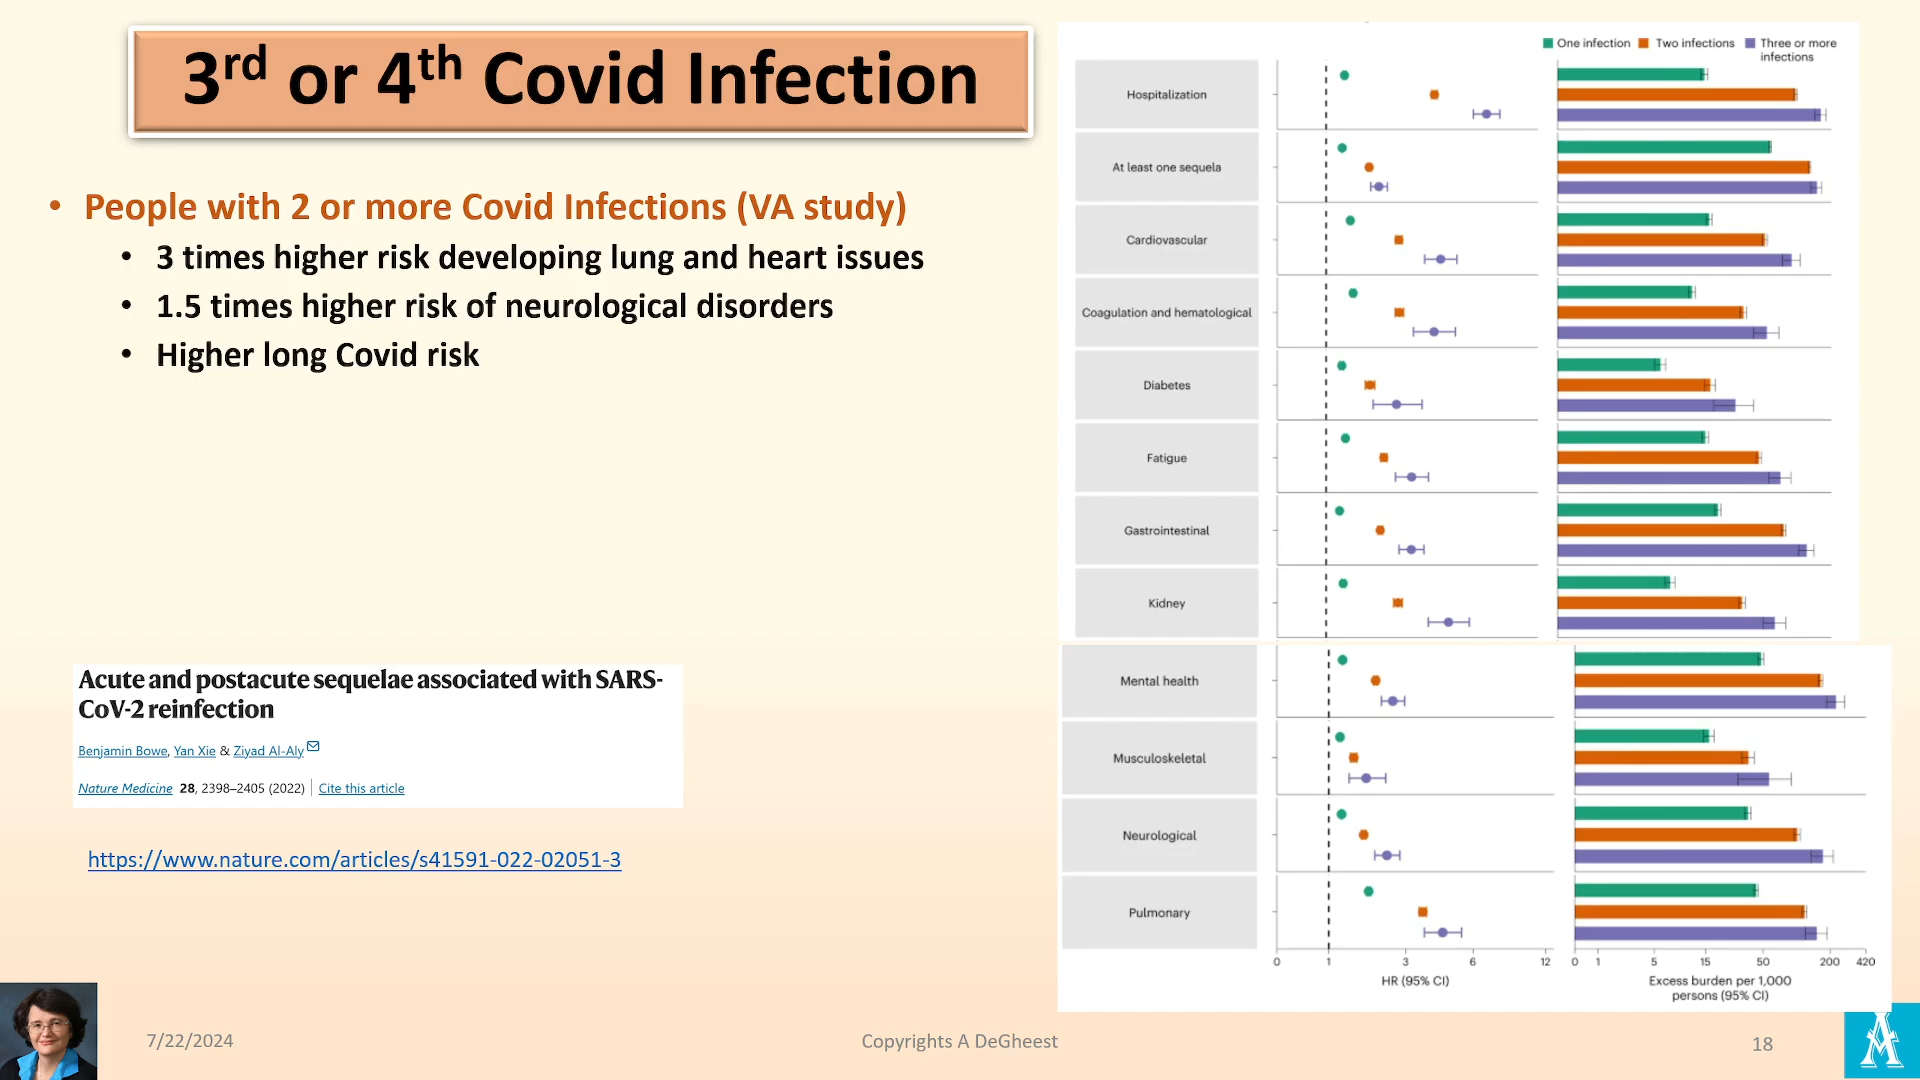 3rd or 4th Covid Infection
• People with 2 or more Covid Infections (VA study)
• 3 times higher risk developing lung and heart issues
• 1.5 times higher risk of neurological disorders
• Higher long Covid risk
Acute and postacute sequelae associated with SARS-
CoV-2 reinfection
Benjamin Bowe, Yan Xie & Ziyad Al-Aly
Nature Medicine 28, 2398–2405 (2022) | Cite this article
https://www.nature.com/articles/s41591-022-02051-3
One infection Two infections Three or more
infections
Hospitalization
At least one sequela
Cardiovascular
Coagulation and hematological
Diabetes
Fatigue
Gastrointestinal
Kidney
Mental health
Musculoskeletal
Neurological
Pulmonary
0 1 3 6 12
HR (95% CI)
0 1 5 15 50 200 420
Excess burden per 1,000
persons (95% CI)
7/22/2024
Copyrights A DeGheest
18
A